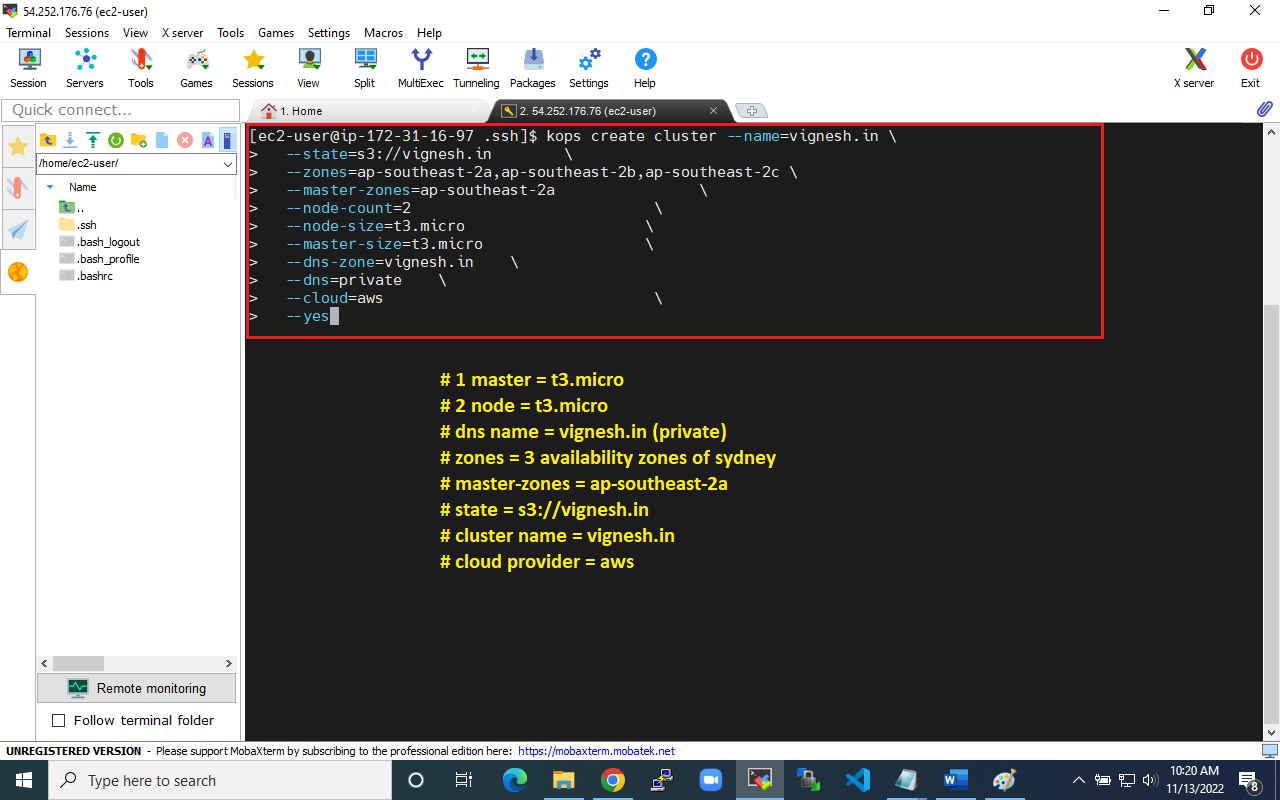 54.252.176.76 (ec2-user)
Terminal Sessions View X server Tools Games Settings Macros Help
Session Servers Tools Games Sessions View Split MultiExec Tunneling Packages Settings Help X server Exit
Quick connect...
1. Home
2. 54.252.176.76 (ec2-user)
/home/ec2-user/
Name
..
.ssh
.bash_logout
.bash_profile
.bashrc
[ec2-user@ip-172-31-16-97 .ssh]$ kops create cluster --name=vignesh.in \
> --state=s3://vignesh.in \
> --zones=ap-southeast-2a,ap-southeast-2b,ap-southeast-2c \
> --master-zones=ap-southeast-2a \
> --node-count=2 \
> --node-size=t3.micro \
> --master-size=t3.micro \
> --dns-zone=vignesh.in \
> --dns=private \
> --cloud=aws \
> --yes
# 1 master = t3.micro
# 2 node = t3.micro
# dns name = vignesh.in (private)
# zones = 3 availability zones of sydney
# master-zones = ap-southeast-2a
# state = s3://vignesh.in
# cluster name = vignesh.in
# cloud provider = aws
Remote monitoring
Follow terminal folder
UNREGISTERED VERSION - Please support MobaXterm by subscribing to the professional edition here: https://mobaxterm.mobatek.net
Type here to search
10:20 AM
11/13/2022
8